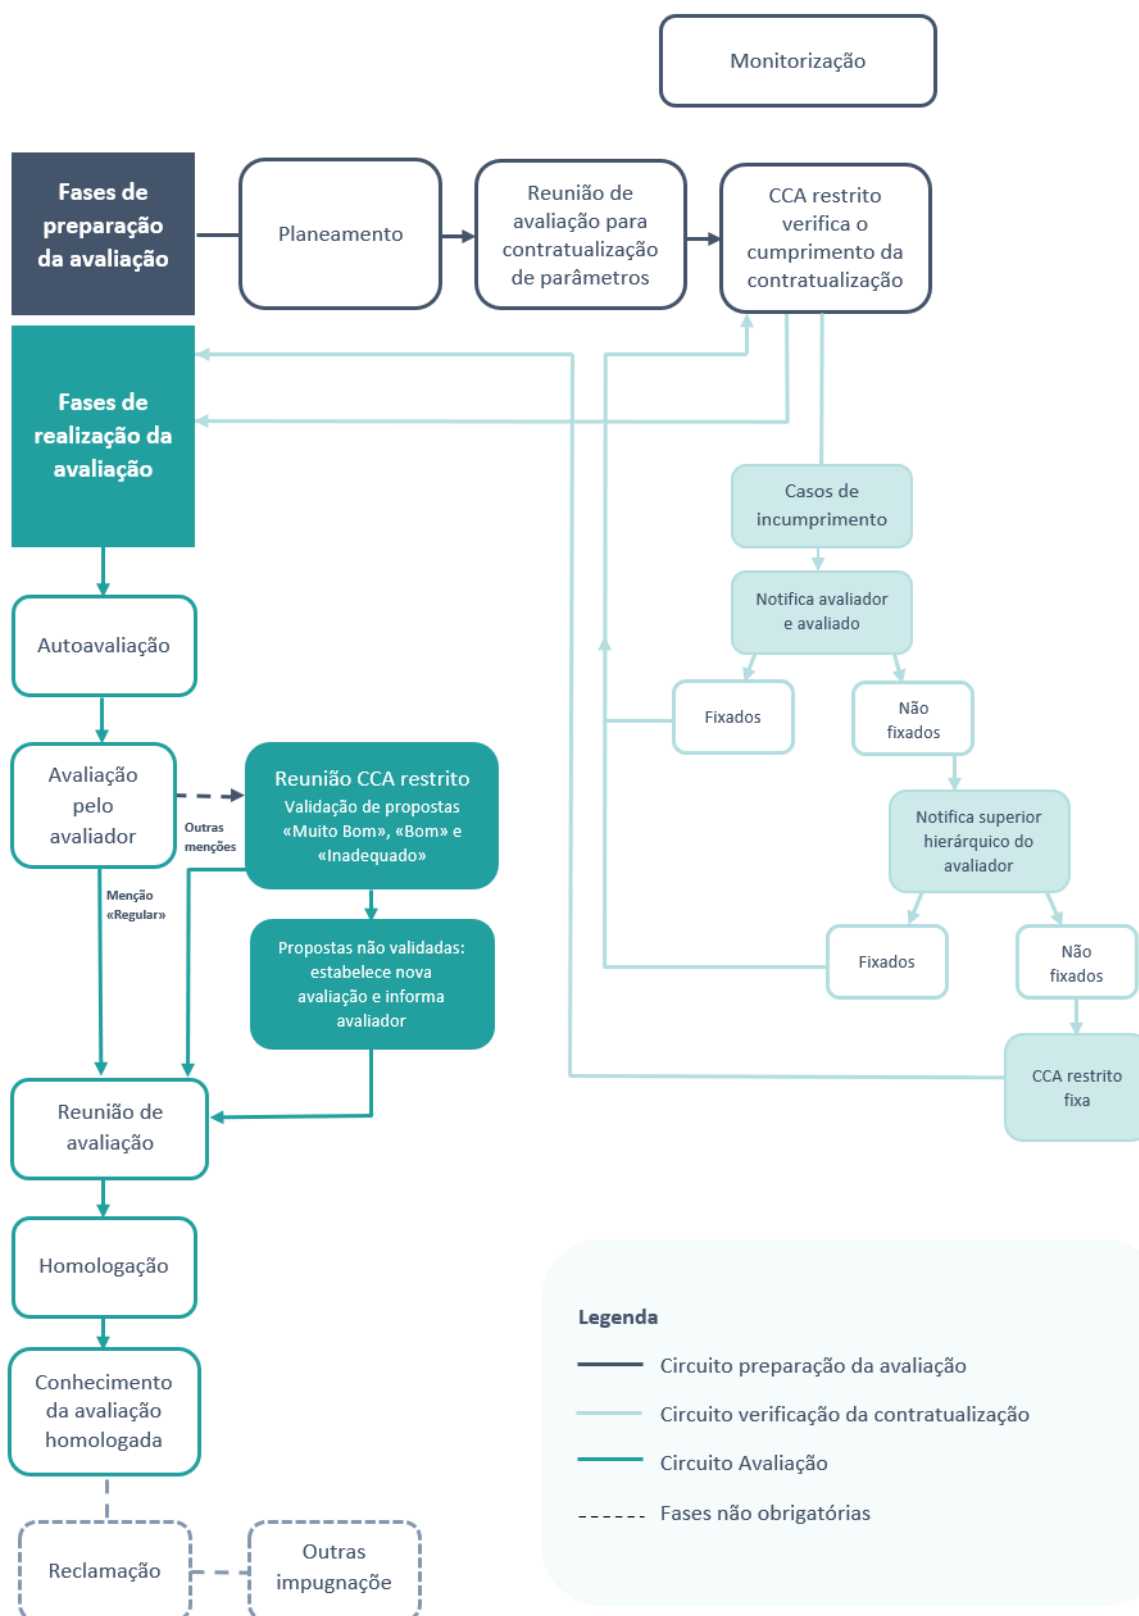 Monitorização
Fases de
preparação
da avaliação
Planeamento
Reunião de
avaliação para
contratualização
de parâmetros
CCA restrito
verifica o
cumprimento da
contratualização
Fases de
realização da
avaliação
Casos de
incumprimento
Notifica avaliador
e avaliado
Fixados
Não
fixados
Notifica superior
hierárquico do
avaliador
Fixados
Não
fixados
CCA restrito
fixa
Autoavaliação
Avaliação
pelo
avaliador
Outras
menções
Menção
«Regular»
Reunião CCA restrito
Validação de propostas
«Muito Bom», «Bom» e
«Inadequado»
Propostas não validadas:
estabelece nova
avaliação e informa
avaliador
Reunião de
avaliação
Homologação
Conhecimento
da avaliação
homologada
Reclamação
Outras
impugnaçõe
Legenda
Circuito preparação da avaliação
Circuito verificação da contratualização
Circuito Avaliação
Fases não obrigatórias